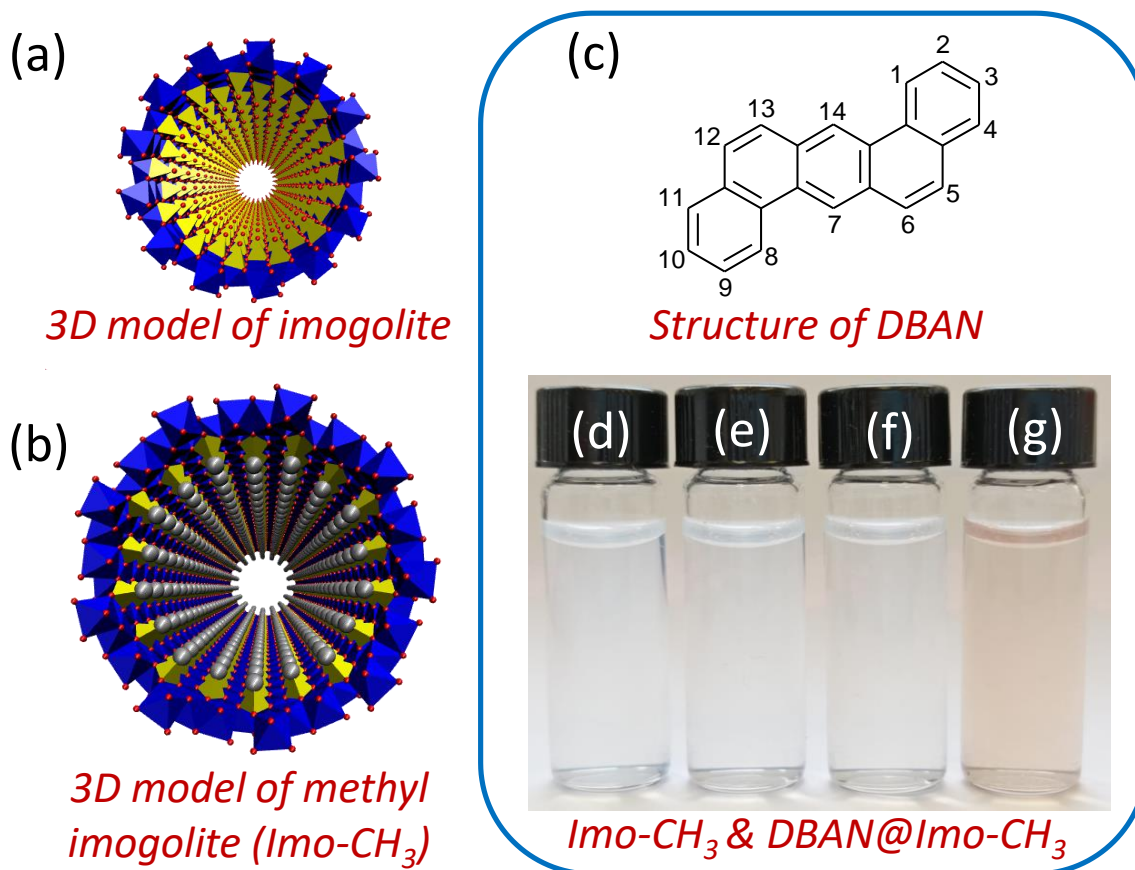 (a)
3D model of imogolite
(b)
3D model of methyl
imogolite (Imo-CH₃)
(c)
1
2
3
4
5
6
7
8
9
10
11
12
13
14
Structure of DBAN
(d) (e) (f) (g)
Imo-CH₃ & DBAN@Imo-CH₃